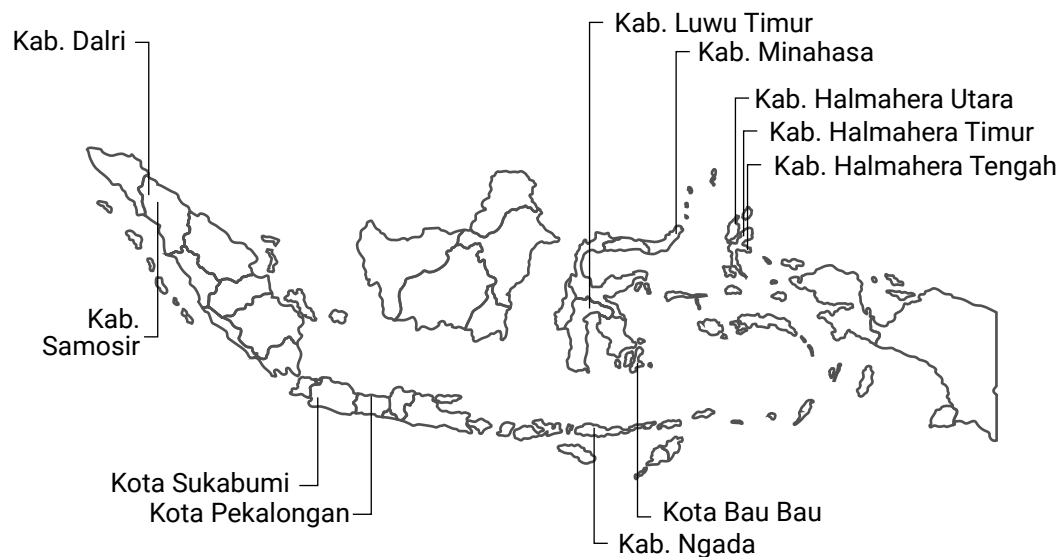 Kab. Luwu Timur
Kab. Dalri
Kab. Minahasa
Kab. Halmahera Utara
Kab. Halmahera Timur
Kab. Halmahera Tengah
Kab.
Samosir
Kota Sukabumi
Kota Pekalongan
Kota Bau Bau
Kab. Ngada